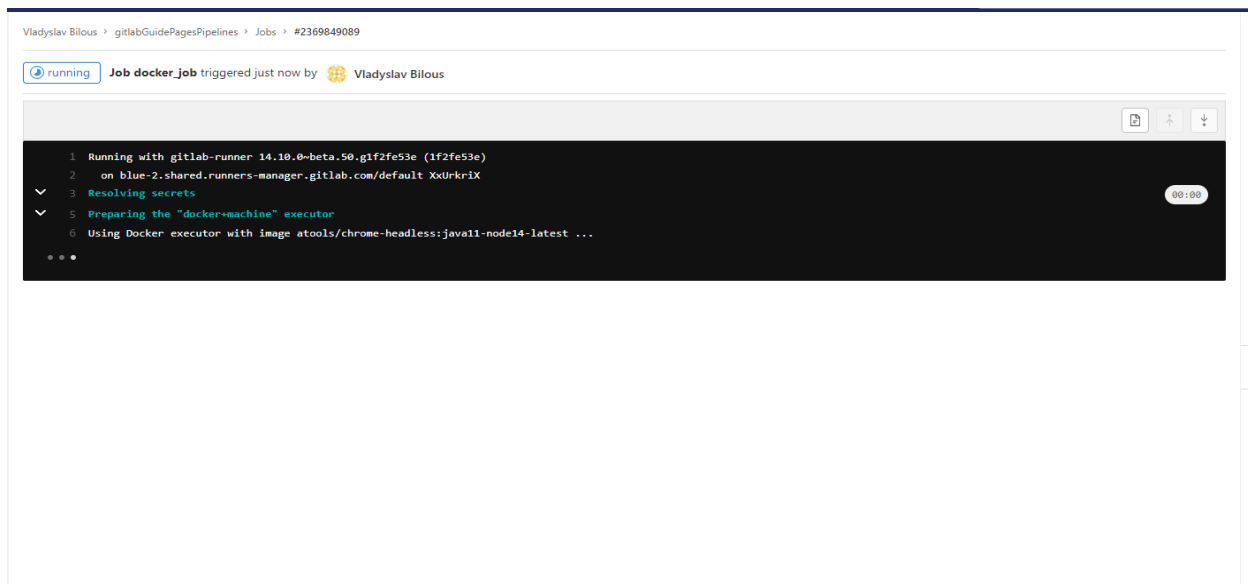 Vladyslav Bilous > gitlabGuidePagesPipelines > Jobs > #2369849089
running Job docker_job triggered just now by Vladyslav Bilous
1 Running with gitlab-runner 14.10.0~beta.50.g1f2fe53e (1f2fe53e)
2 on blue-2.shared.runners-manager.gitlab.com/default XxUrkriX
3 Resolving secrets 00:00
5 Preparing the "docker+machine" executor
6 Using Docker executor with image atools/chrome-headless:java11-node14-latest ...